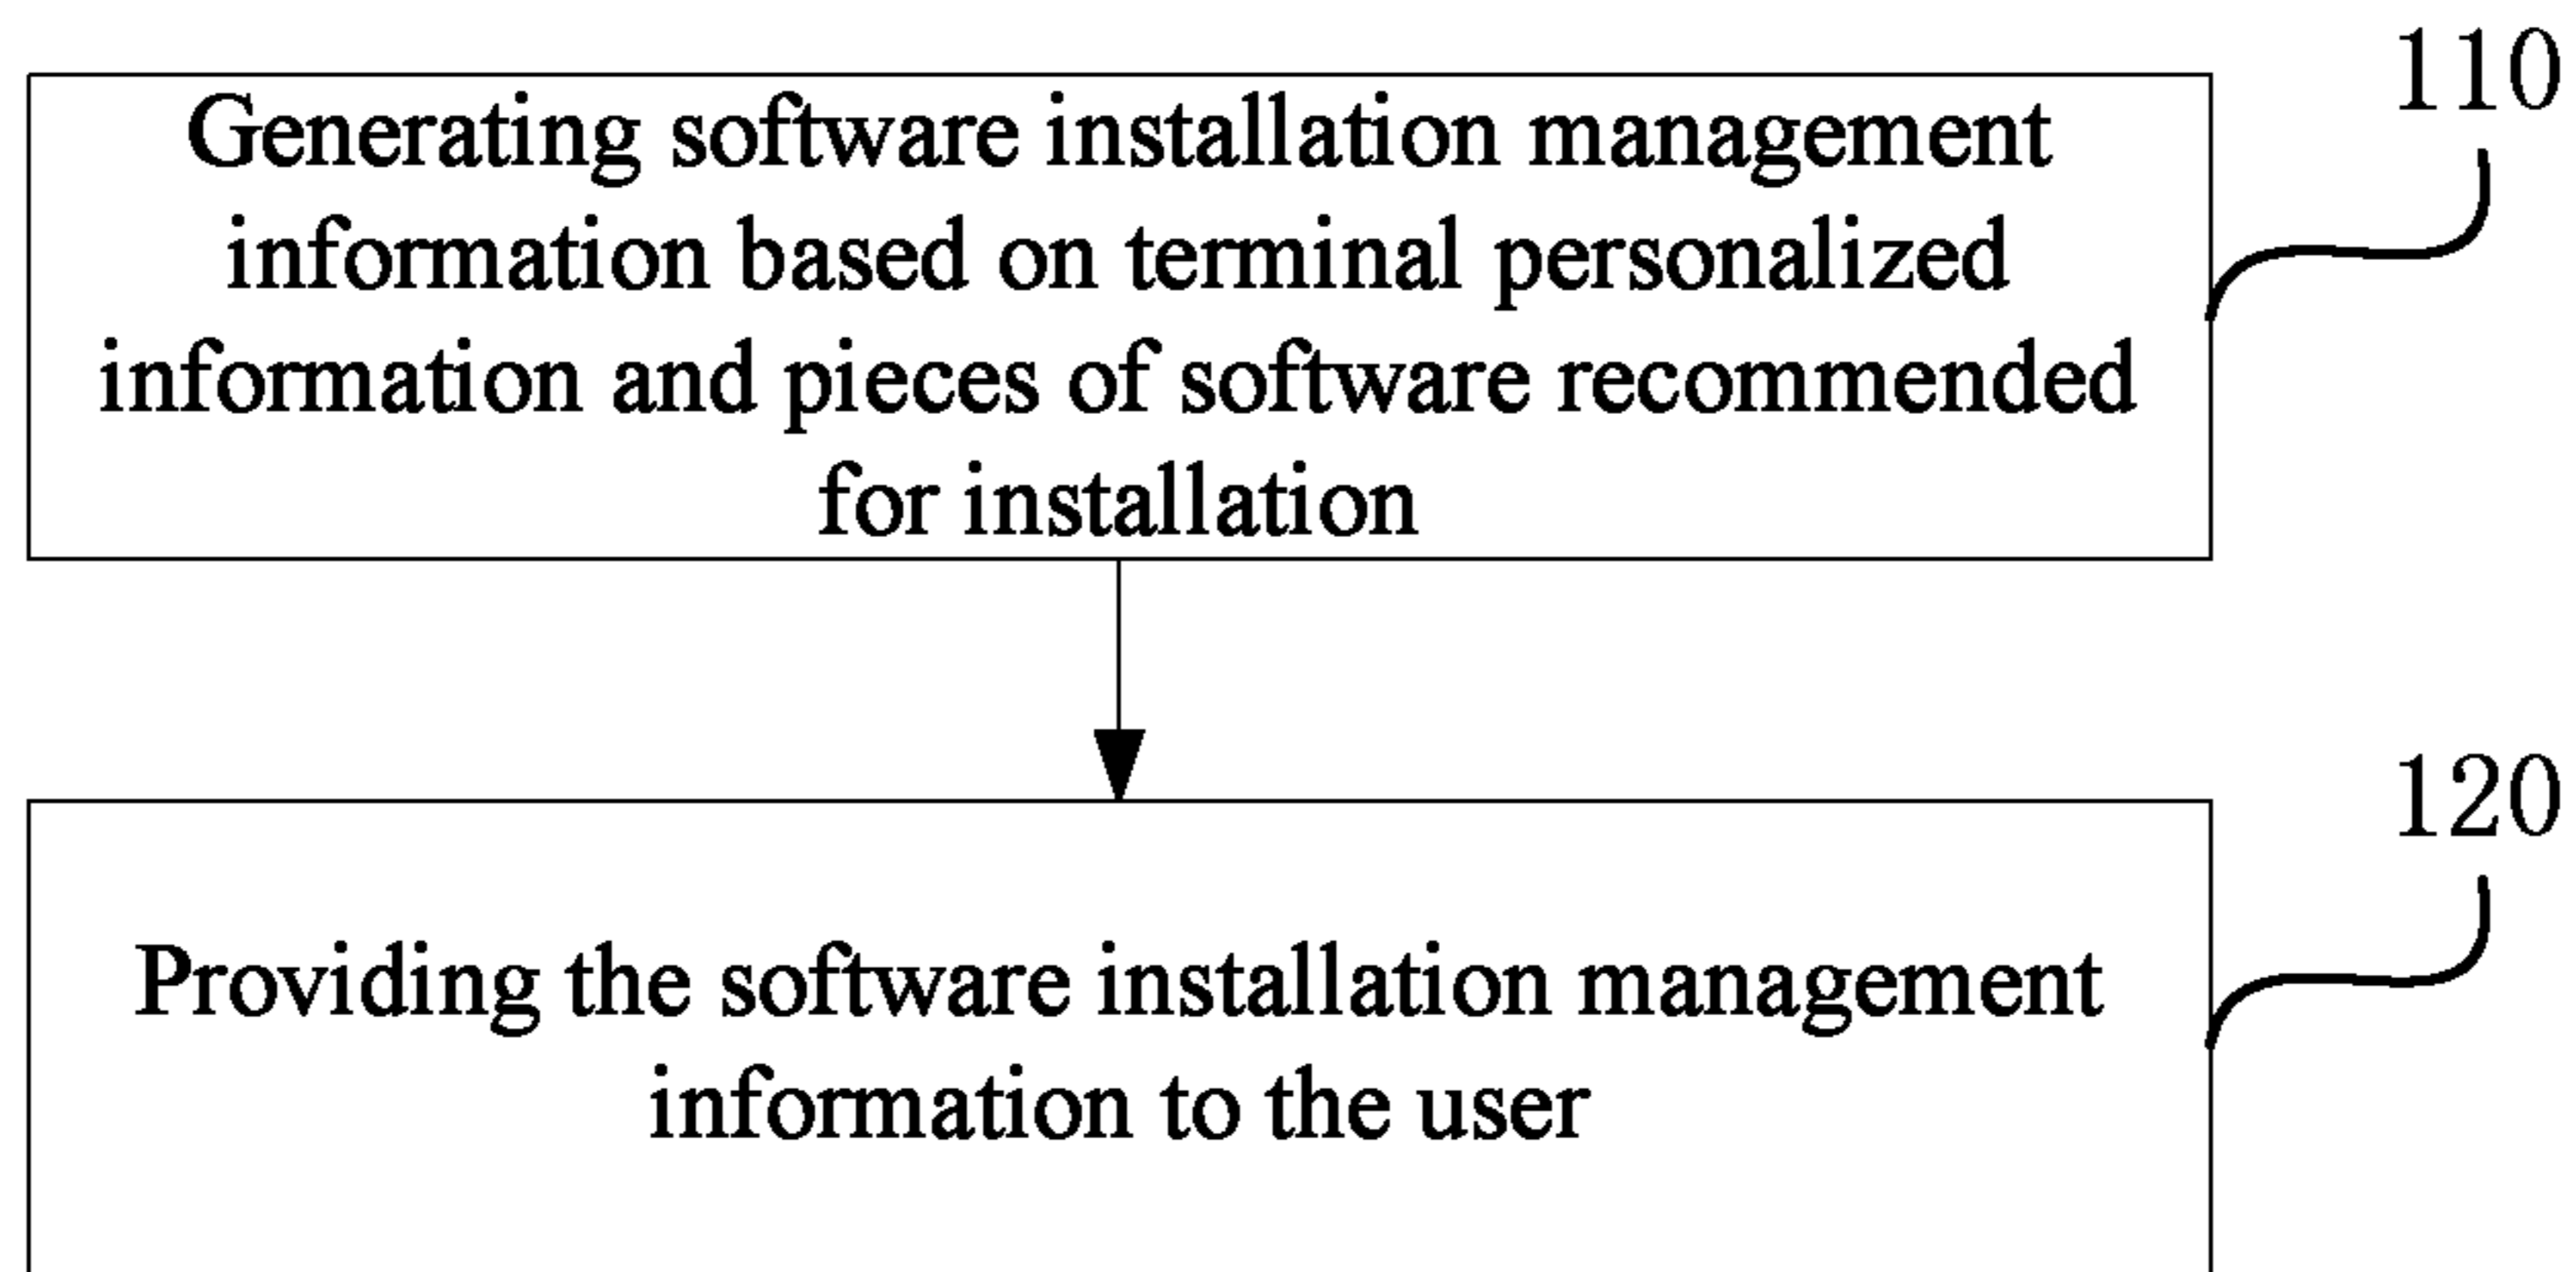 110
Generating software installation management
information based on terminal personalized
information and pieces of software recommended
for installation
120
Providing the software installation management
information to the user